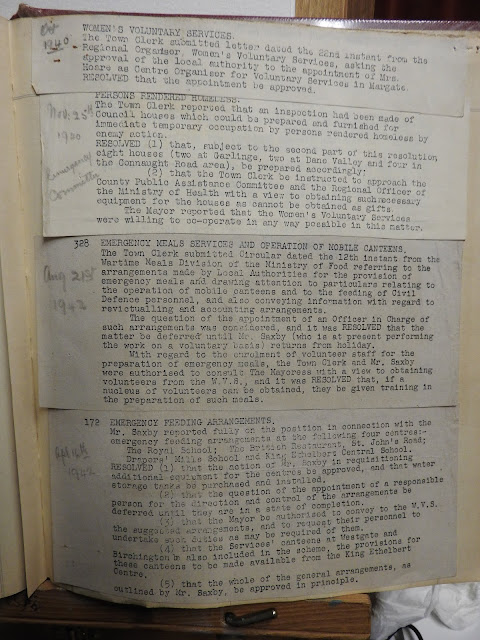 Oct
1940
WOMEN'S VOLUNTARY SERVICES.
The Town Clerk submitted letter dated the 22nd instant from the
Regional Organiser, Women's Voluntary Services, asking the
approval of the local authority to the appointment of Mrs.
Hoare as Centre Organiser for Voluntary Services in Margate.
RESOLVED that the appointment be approved.
Nov. 25th
1940
Emergency
Committee
PERSONS RENDERED HOMELESS.
The Town Clerk reported that an inspection had been made of
Council houses which could be prepared and furnished for
immediate temporary occupation by persons rendered homeless by
enemy action.
RESOLVED (1) that, subject to the second part of this resolution,
eight houses (two at Garlinge, two at Dane Valley and four in
the Connaught Road area), be prepared accordingly;
(2) that the Town Clerk be instructed to approach the
County Public Assistance Committee and the Regional Officer of
the Ministry of Health with a view to obtaining such necessary
equipment for the houses as cannot be obtained as gifts.
The Mayor reported that the Women's Voluntary Services
were willing to co-operate in any way possible in this matter.
Aug 21st
1942
328 EMERGENCY MEALS SERVICES AND OPERATION OF MOBILE CANTEENS.
The Town Clerk submitted Circular dated the 12th instant from the
Wartime Meals Division of the Ministry of Food referring to the
arrangements made by Local Authorities for the provision of
emergency meals and drawing attention to particulars relating to
the operation of mobile canteens and to the feeding of Civil
Defence personnel, and also conveying information with regard to
revictualling and accounting arrangements.
The question of the appointment of an Officer in Charge of
such arrangements was considered, and it was RESOLVED that the
matter be deferred until Mr. Saxby (who is at present performing
the work on a voluntary basis) returns from holiday.
With regard to the enrolment of volunteer staff for the
preparation of emergency meals, the Town Clerk and Mr. Saxby
were authorised to consult The Mayoress with a view to obtaining
volunteers from the W.V.S., and it was RESOLVED that, if a
nucleus of volunteers can be obtained, they be given training in
the preparation of such meals.
1942
172 EMERGENCY FEEDING ARRANGEMENTS.
Mr. Saxby reported fully on the position in connection with the
emergency feeding arrangements at the following four centres:-
The Royal School; The British Restaurant, St. John's Road;
Drapers' Mills School and King Ethelbert Central School.
RESOLVED (1) that the action of Mr. Saxby in requisitioning
additional equipment for the centres be approved, and that water
storage tanks be purchased and installed,
(2) that the question of the appointment of a responsible
person for the direction and control of the arrangements be
deferred until they are in a state of completion.
(3) that the Mayor be authorised to convey to the W.V.S.
the suggested arrangements, and to request their personnel to
undertake such duties as may be required of them.
(4) that the Services' canteens at Westgate and
Birchington be also included in the scheme, the provisions for
these canteens to be made available from the King Ethelbert
Centre.
(5) that the whole of the general arrangements, as
outlined by Mr. Saxby, be approved in principle.